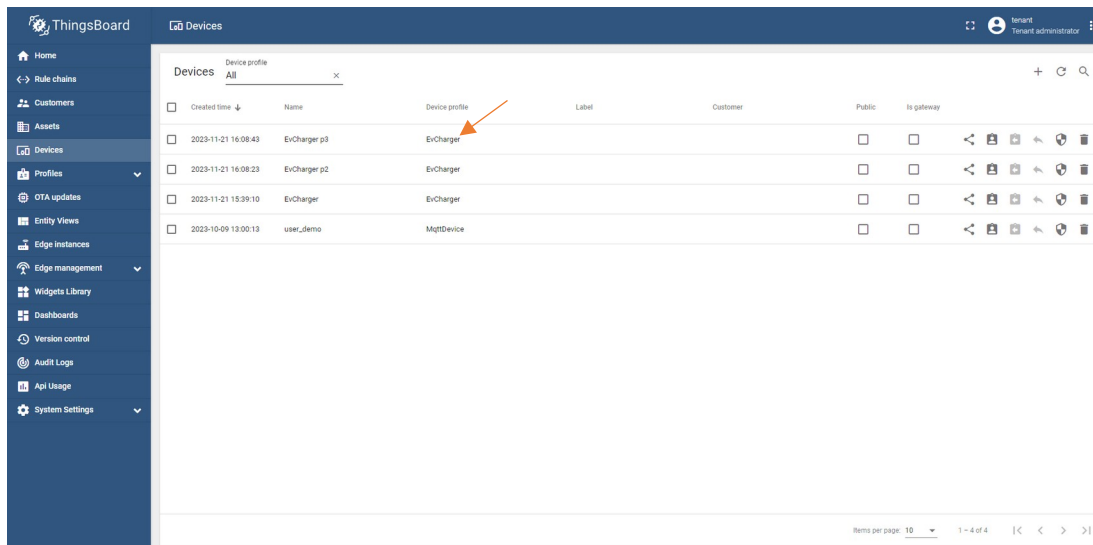 ThingsBoard
Devices
tenant
Tenant administrator
Home
Rule chains
Customers
Assets
Devices
Profiles
OTA updates
Entity Views
Edge instances
Edge management
Widgets Library
Dashboards
Version control
Audit Logs
Api Usage
System Settings
Devices
Device profile
All
Created time Name Device profile Label Customer Public Is gateway
2023-11-21 16:08:43 EvCharger p3 EvCharger
2023-11-21 16:08:23 EvCharger p2 EvCharger
2023-11-21 15:39:10 EvCharger EvCharger
2023-10-09 13:00:13 user_demo MqttDevice
Items per page: 10 1 – 4 of 4